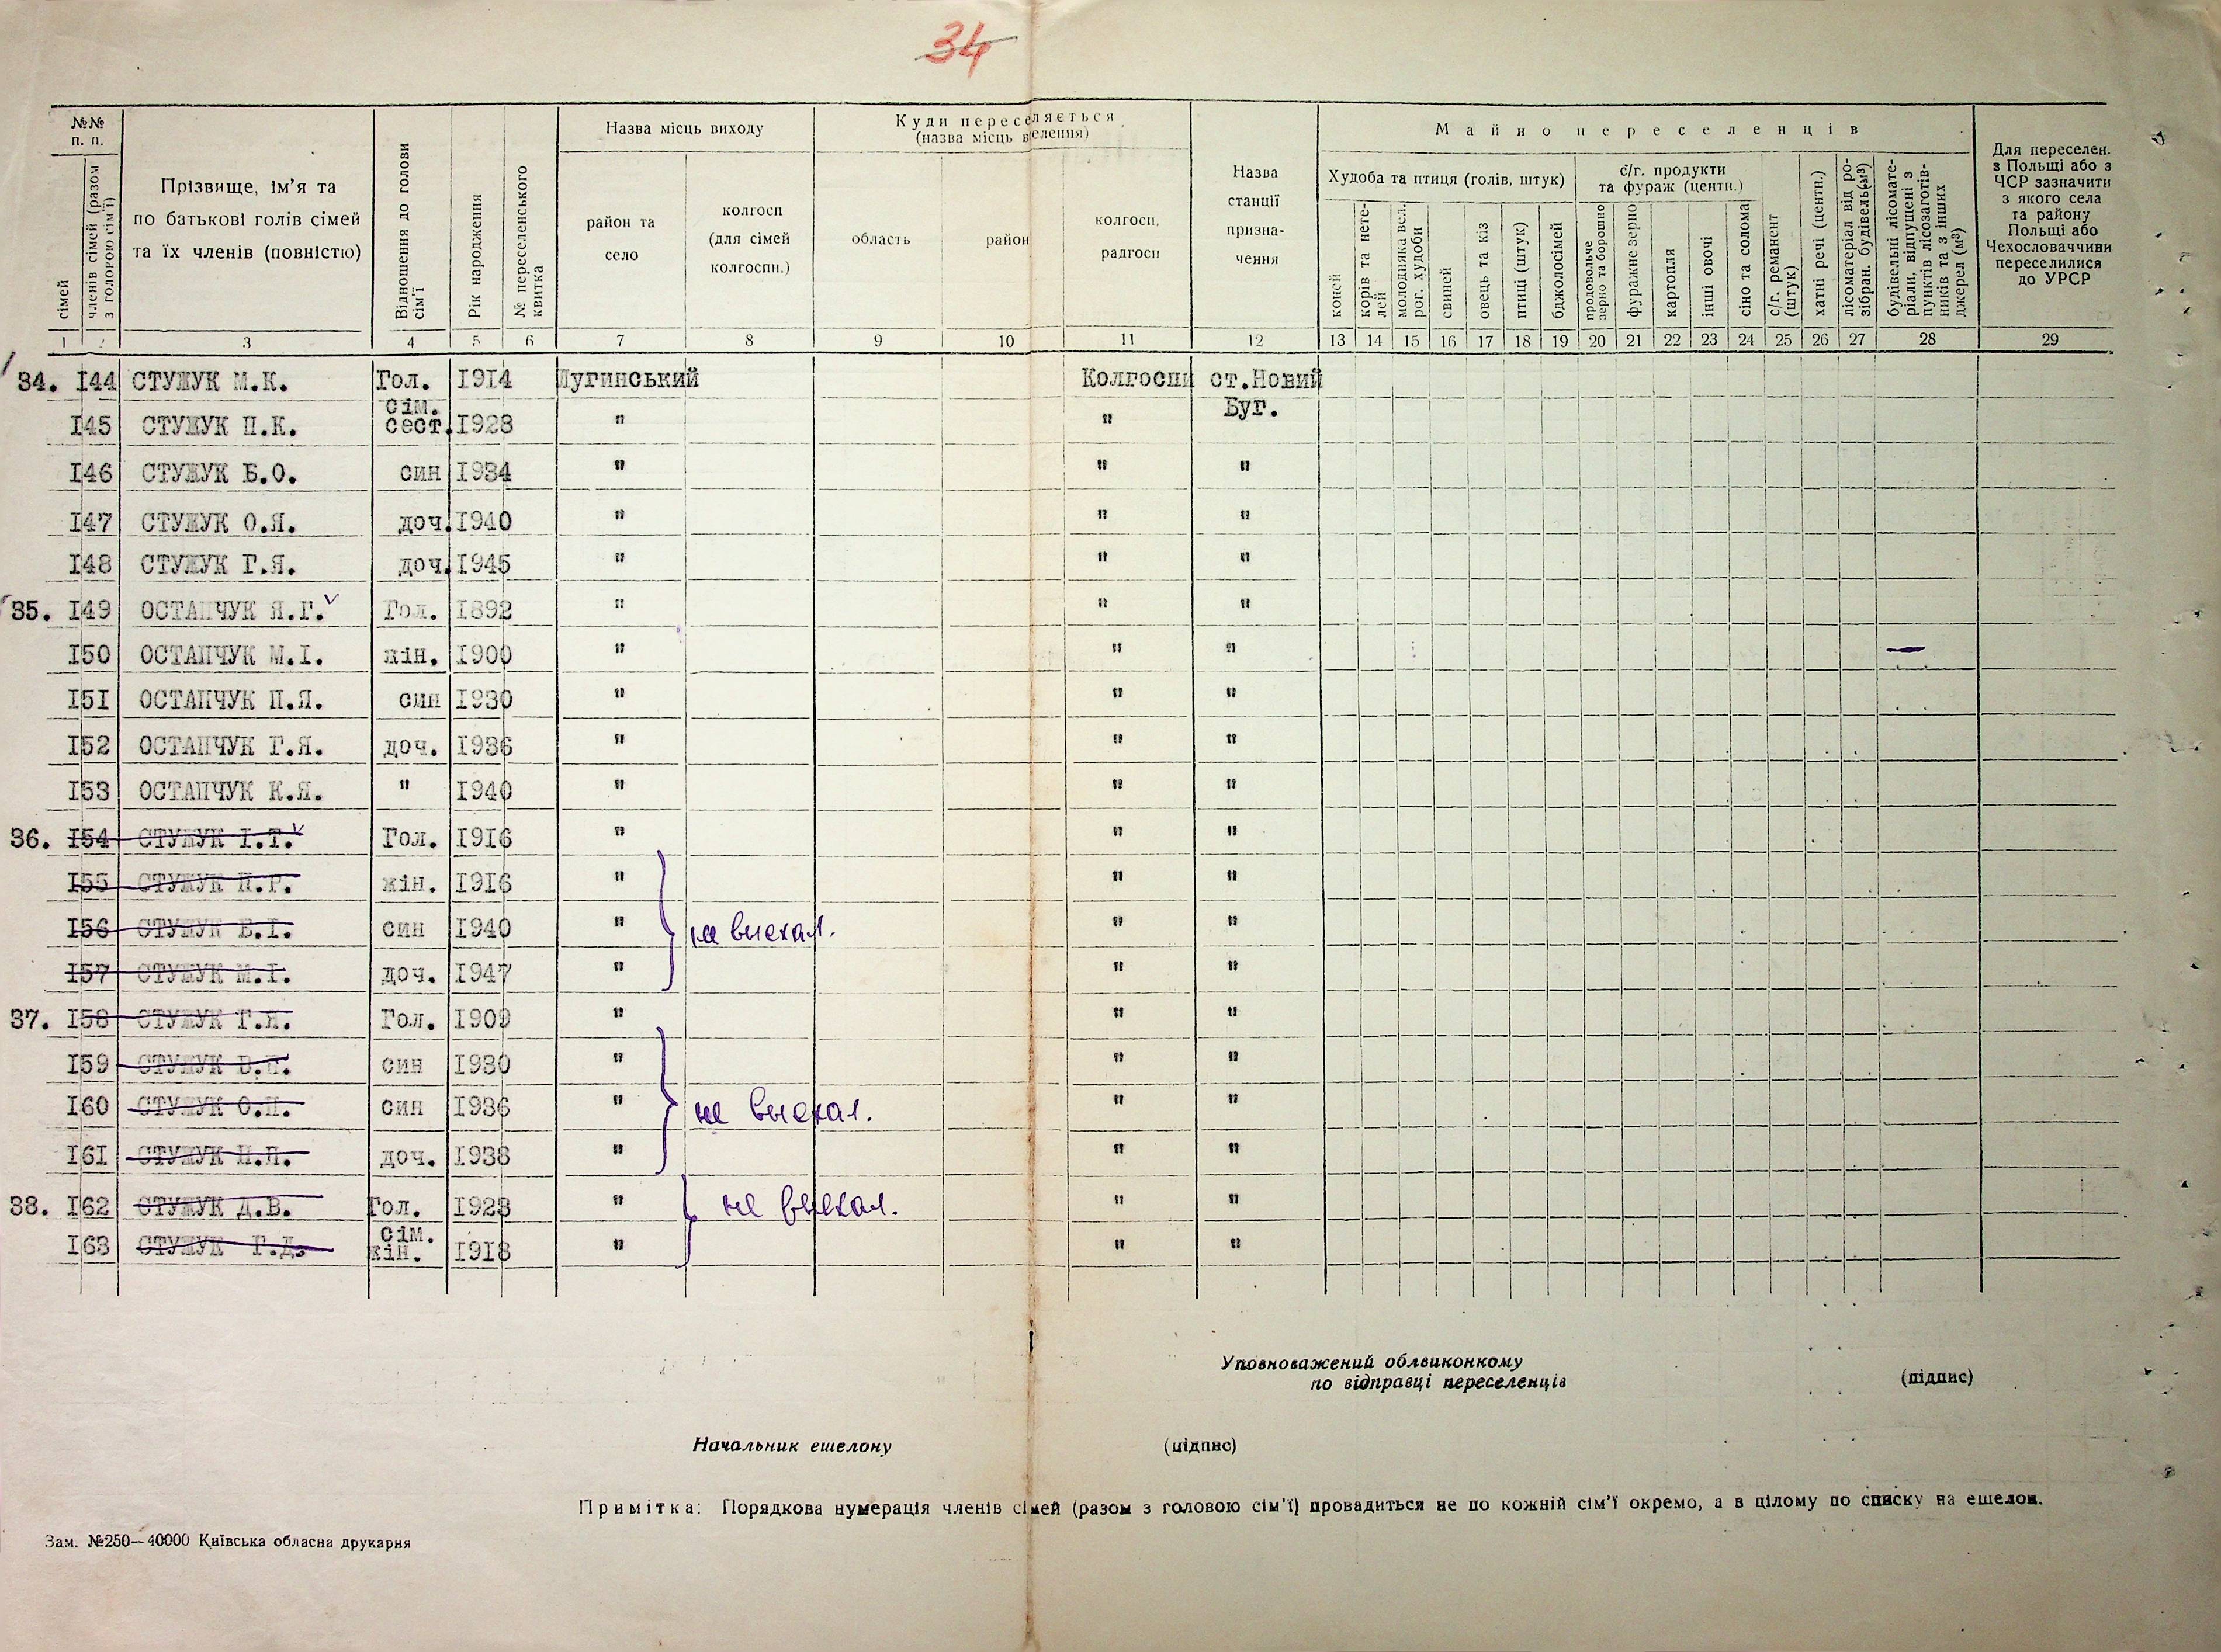 34
№№ п. п.
сімей
членів сімей (разом з головою сім'ї)
Прізвище, ім'я та по батькові голів сімей та їх членів (повністю)
Відношення до голови сім'ї
Рік народження
№ переселенського квитка
Назва місць виходу
район та село
колгосп (для сімей колгоспн.)
Куди переселяється (назва місць вселення)
область
район
колгосп, радгосп
Назва станції призначення
Майно переселенців
Худоба та птиця (голів, штук)
коней
корів та нетелей
молодняка вел. рог. худоби
свиней
овець та кіз
птиці (штук)
бджолосімей
с/г. продукти та фураж (центн.)
продовольче зерно та борошно
фуражне зерно
картопля
інші овочі
сіно та солома
с/г. реманент (штук)
хатні речі (центн.)
лісоматеріал від розібран. будівель (м³)
будівельні лісоматеріали, відпущені з пунктів лісозаготівників та з інших джерел (м³)
Для переселен. з Польщі або з ЧСР зазначити з якого села та району Польщі або Чехословаччини переселилися до УРСР
1 2 3 4 5 6 7 8 9 10 11 12 13 14 15 16 17 18 19 20 21 22 23 24 25 26 27 28 29
34. 144 СТУЖУК М.К. Гол. сім. 1914 Лугинський Колгоспи ст.Новий Буг.
145 СТУЖУК П.К. сест. 1928 " "
146 СТУЖУК Б.О. син 1934 " " "
147 СТУЖУК О.Я. доч. 1940 " " "
148 СТУЖУК Г.Я. доч. 1945 " " "
35. 149 ОСТАПЧУК Я.Г. Гол. 1892 " " "
150 ОСТАПЧУК М.І. жін. 1900 " " " —
151 ОСТАПЧУК П.Я. син 1930 " " "
152 ОСТАПЧУК Г.Я. доч. 1936 " " "
153 ОСТАПЧУК К.Я. " 1940 " " "
36. 154 СТУЖУК І.Т. Гол. 1916 " " "
155 СТУЖУК П.Р. жін. 1916 " " "
156 СТУЖУК В.І. син 1940 " не выехал. " "
157 СТУЖУК М.І. доч. 1947 " " "
37. 158 СТУЖУК Г.Я. Гол. 1909 " " "
159 СТУЖУК В.П. син 1930 " " "
160 СТУЖУК О.П. син 1936 " не выехал. " "
161 СТУЖУК Н.П. доч. 1938 " " "
38. 162 СТУЖУК Д.В. Гол. сім. 1928 " не выехал. " "
163 СТУЖУК Г.Д. жін. 1918 " " "
Уповноважений облвиконкому
по відправці переселенців (підпис)
Начальник ешелону (підпис)
Примітка: Порядкова нумерація членів сімей (разом з головою сім'ї) провадиться не по кожній сім'ї окремо, а в цілому по списку на ешелон.
Зам. №250—40000 Київська обласна друкарня